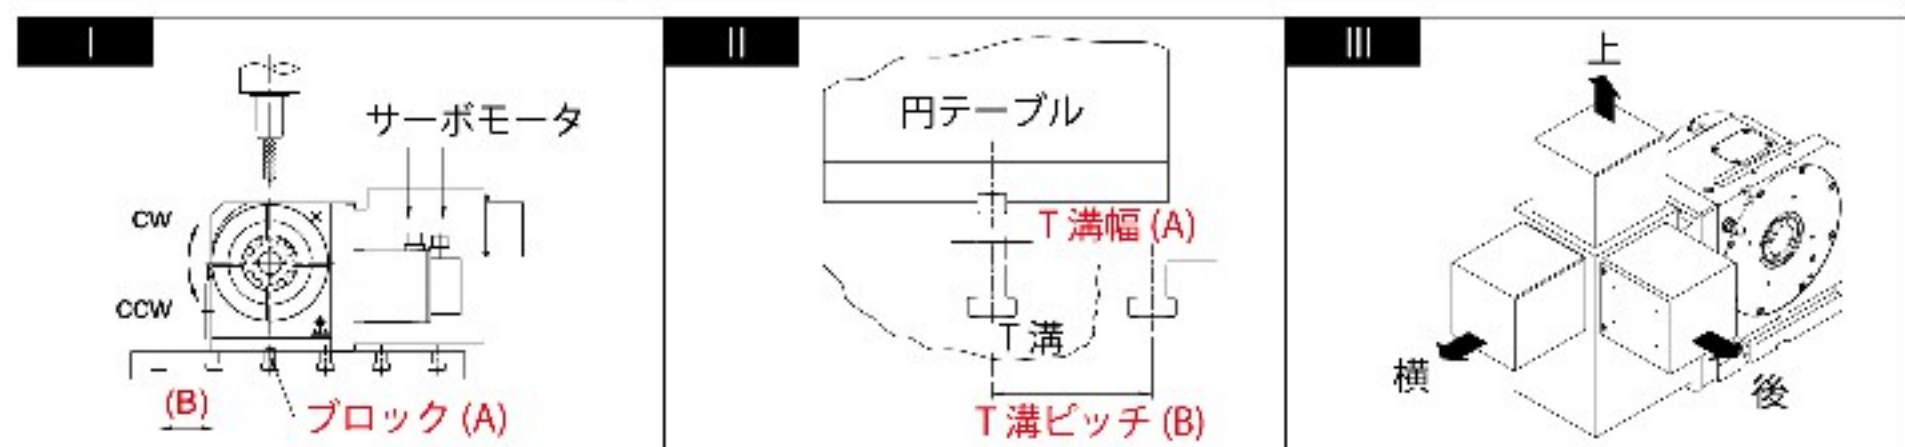 I
サーボモータ
CW
CCW
(B)
ブロック (A)
II
円テーブル
T 溝幅 (A)
T 溝
T 溝ピッチ (B)
III
上
横
後